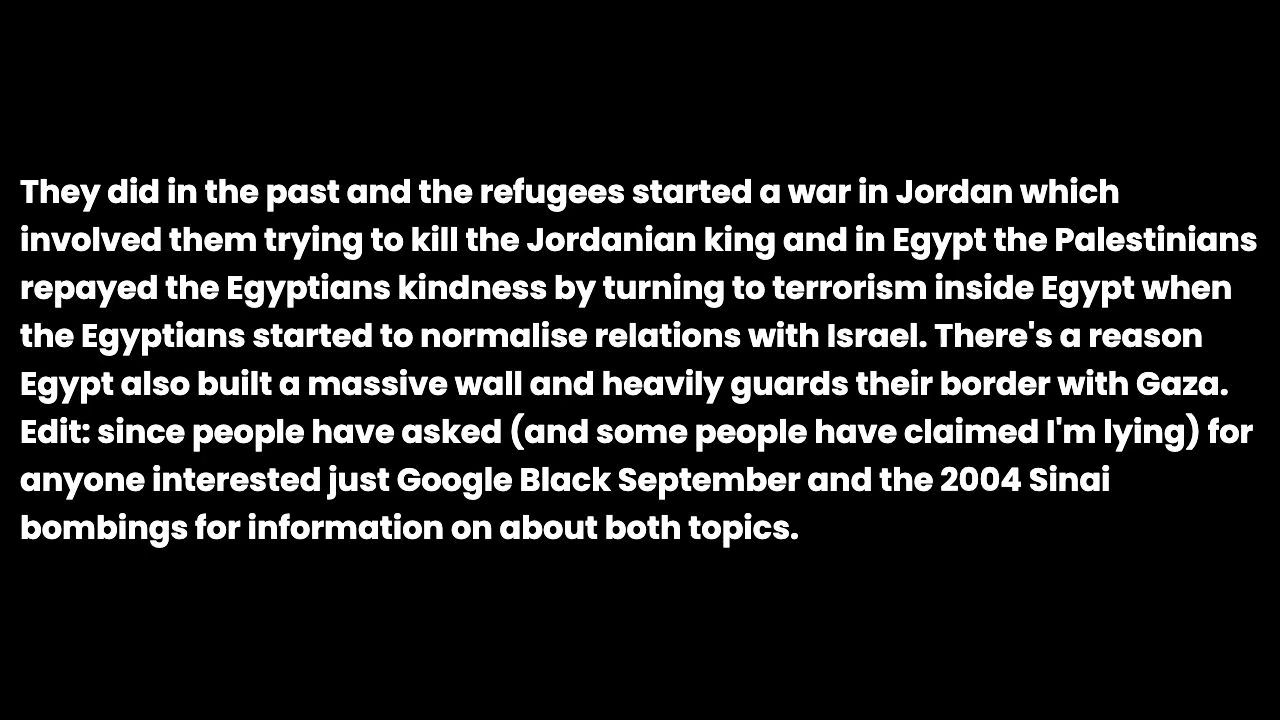 They did in the past and the refugees started a war in Jordan which
involved them trying to kill the Jordanian king and in Egypt the Palestinians
repayed the Egyptians kindness by turning to terrorism inside Egypt when
the Egyptians started to normalise relations with Israel. There's a reason
Egypt also built a massive wall and heavily guards their border with Gaza.
Edit: since people have asked (and some people have claimed I'm lying) for
anyone interested just Google Black September and the 2004 Sinai
bombings for information on about both topics.